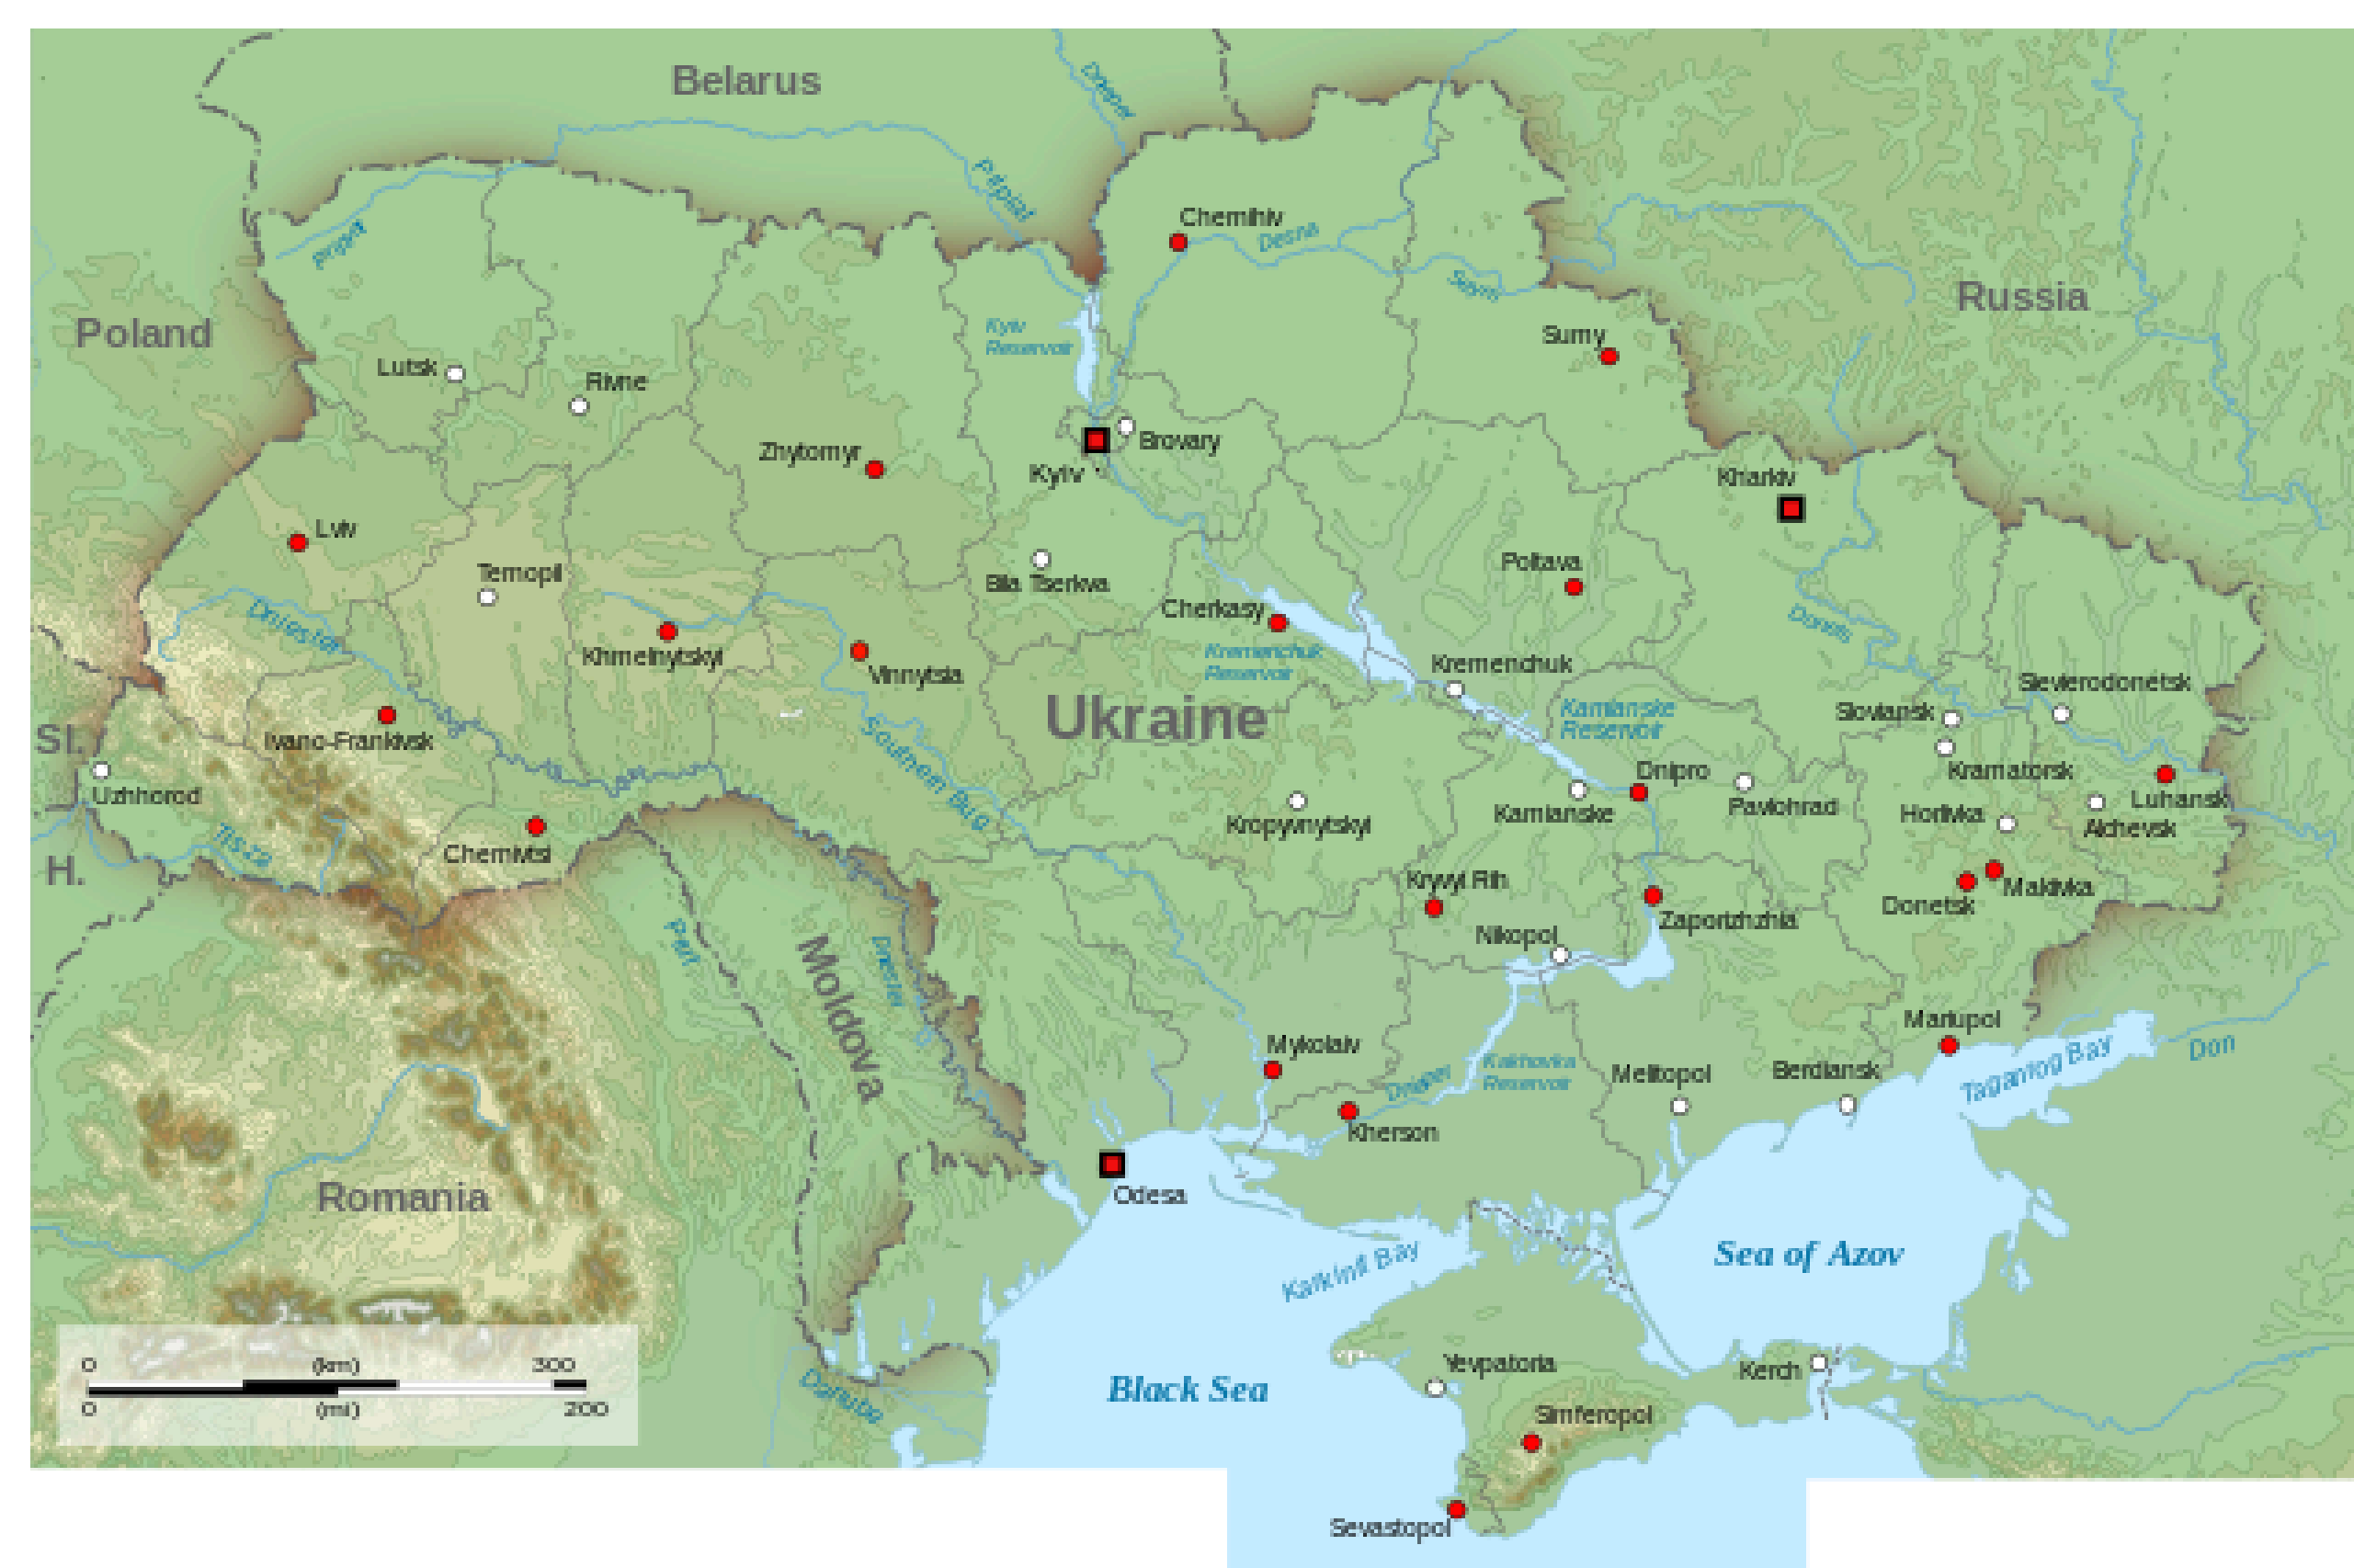 Belarus
Dnieper
Pripiat
Chernihiv
Desna
Pripyt
Seym
Russia
Poland
Kyiv
Reservoir
Sumy
Lutsk
Rivne
Zhytomyr
Brovary
Kyiv
Kharkiv
Lviv
Ternopil
Bila Tserkva
Poltava
Cherkasy
Dniester
Donets
Khmelnytskyi
Vinnytsia
Kremenchuk
Reservoir
Kremenchuk
Sievierodonetsk
Ukraine
Kamianske
Reservoir
Sloviansk
Ivano-Frankivsk
Sl.
Southern Bug
Dnipro
Kramatorsk
Uzhhorod
Kamianske
Pavlohrad
Luhansk
Horlivka
Alchevsk
Kropyvnytskyi
Tisza
Chernivtsi
H.
Kryvyi Rih
Makiivka
Donetsk
Zaporizhzhia
Nikopol
Prut
Moldova
Dniester
Mariupol
Mykolaiv
Taganrog Bay
Don
Dnieper
Kakhovka
Reservoir
Melitopol
Berdiansk
Kherson
Romania
Odesa
Karkinit Bay
Sea of Azov
0 (km) 300
0 (mi) 200
Danube
Black Sea
Yevpatoria
Kerch
Simferopol
Sevastopol